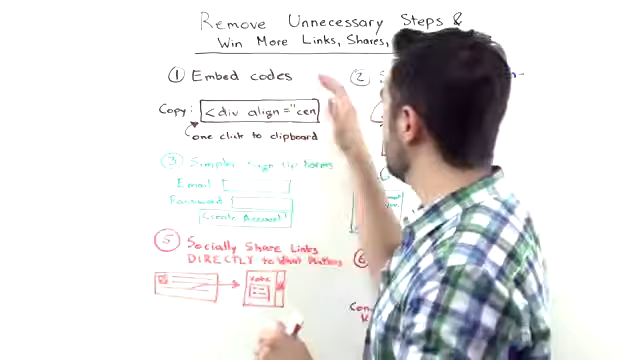 Remove Unnecessary Steps &
Win More Links, Shares,
1 Embed codes
2
Copy: <div align="cen
one click to clipboard
3 Simpler Sign Up Forms
Email
Password
Create Account!
5 Socially Share Links
DIRECTLY to What Matters
6